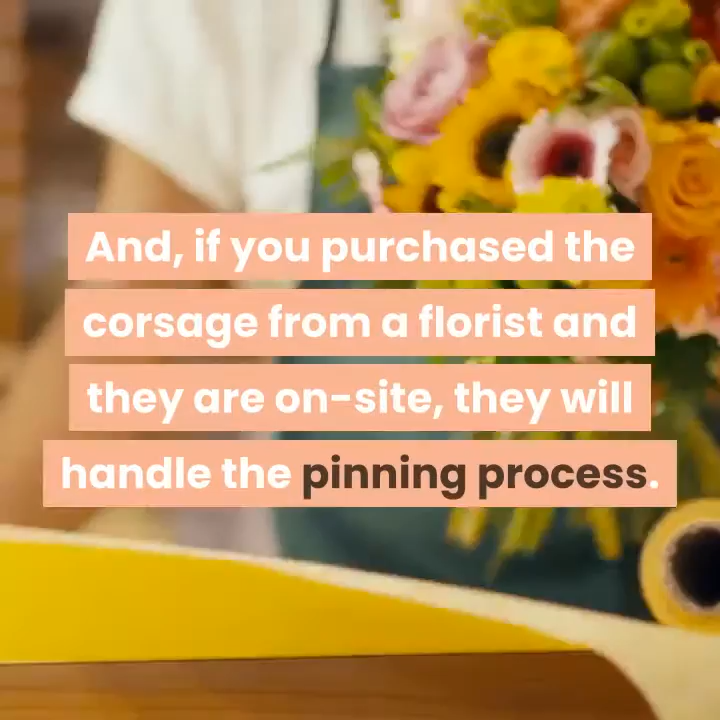 And, if you purchased the
corsage from a florist and
they are on-site, they will
handle the pinning process.